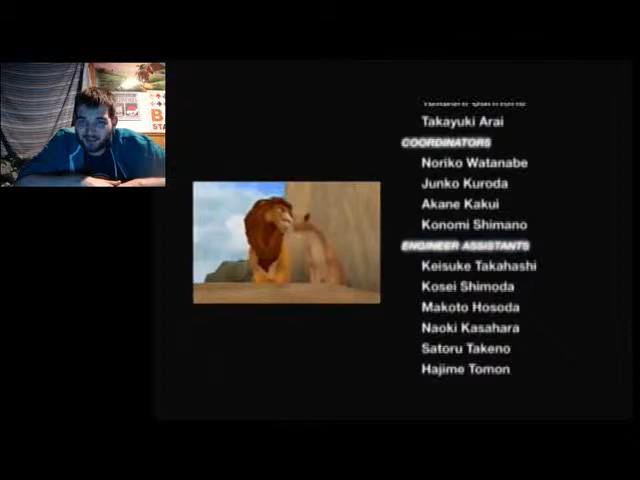 Takayuki Arai
COORDINATORS
Noriko Watanabe
Junko Kuroda
Akane Kakui
Konomi Shimano
ENGINEER ASSISTANTS
Keisuke Takahashi
Kosei Shimoda
Makoto Hosoda
Naoki Kasahara
Satoru Takeno
Hajime Tomon